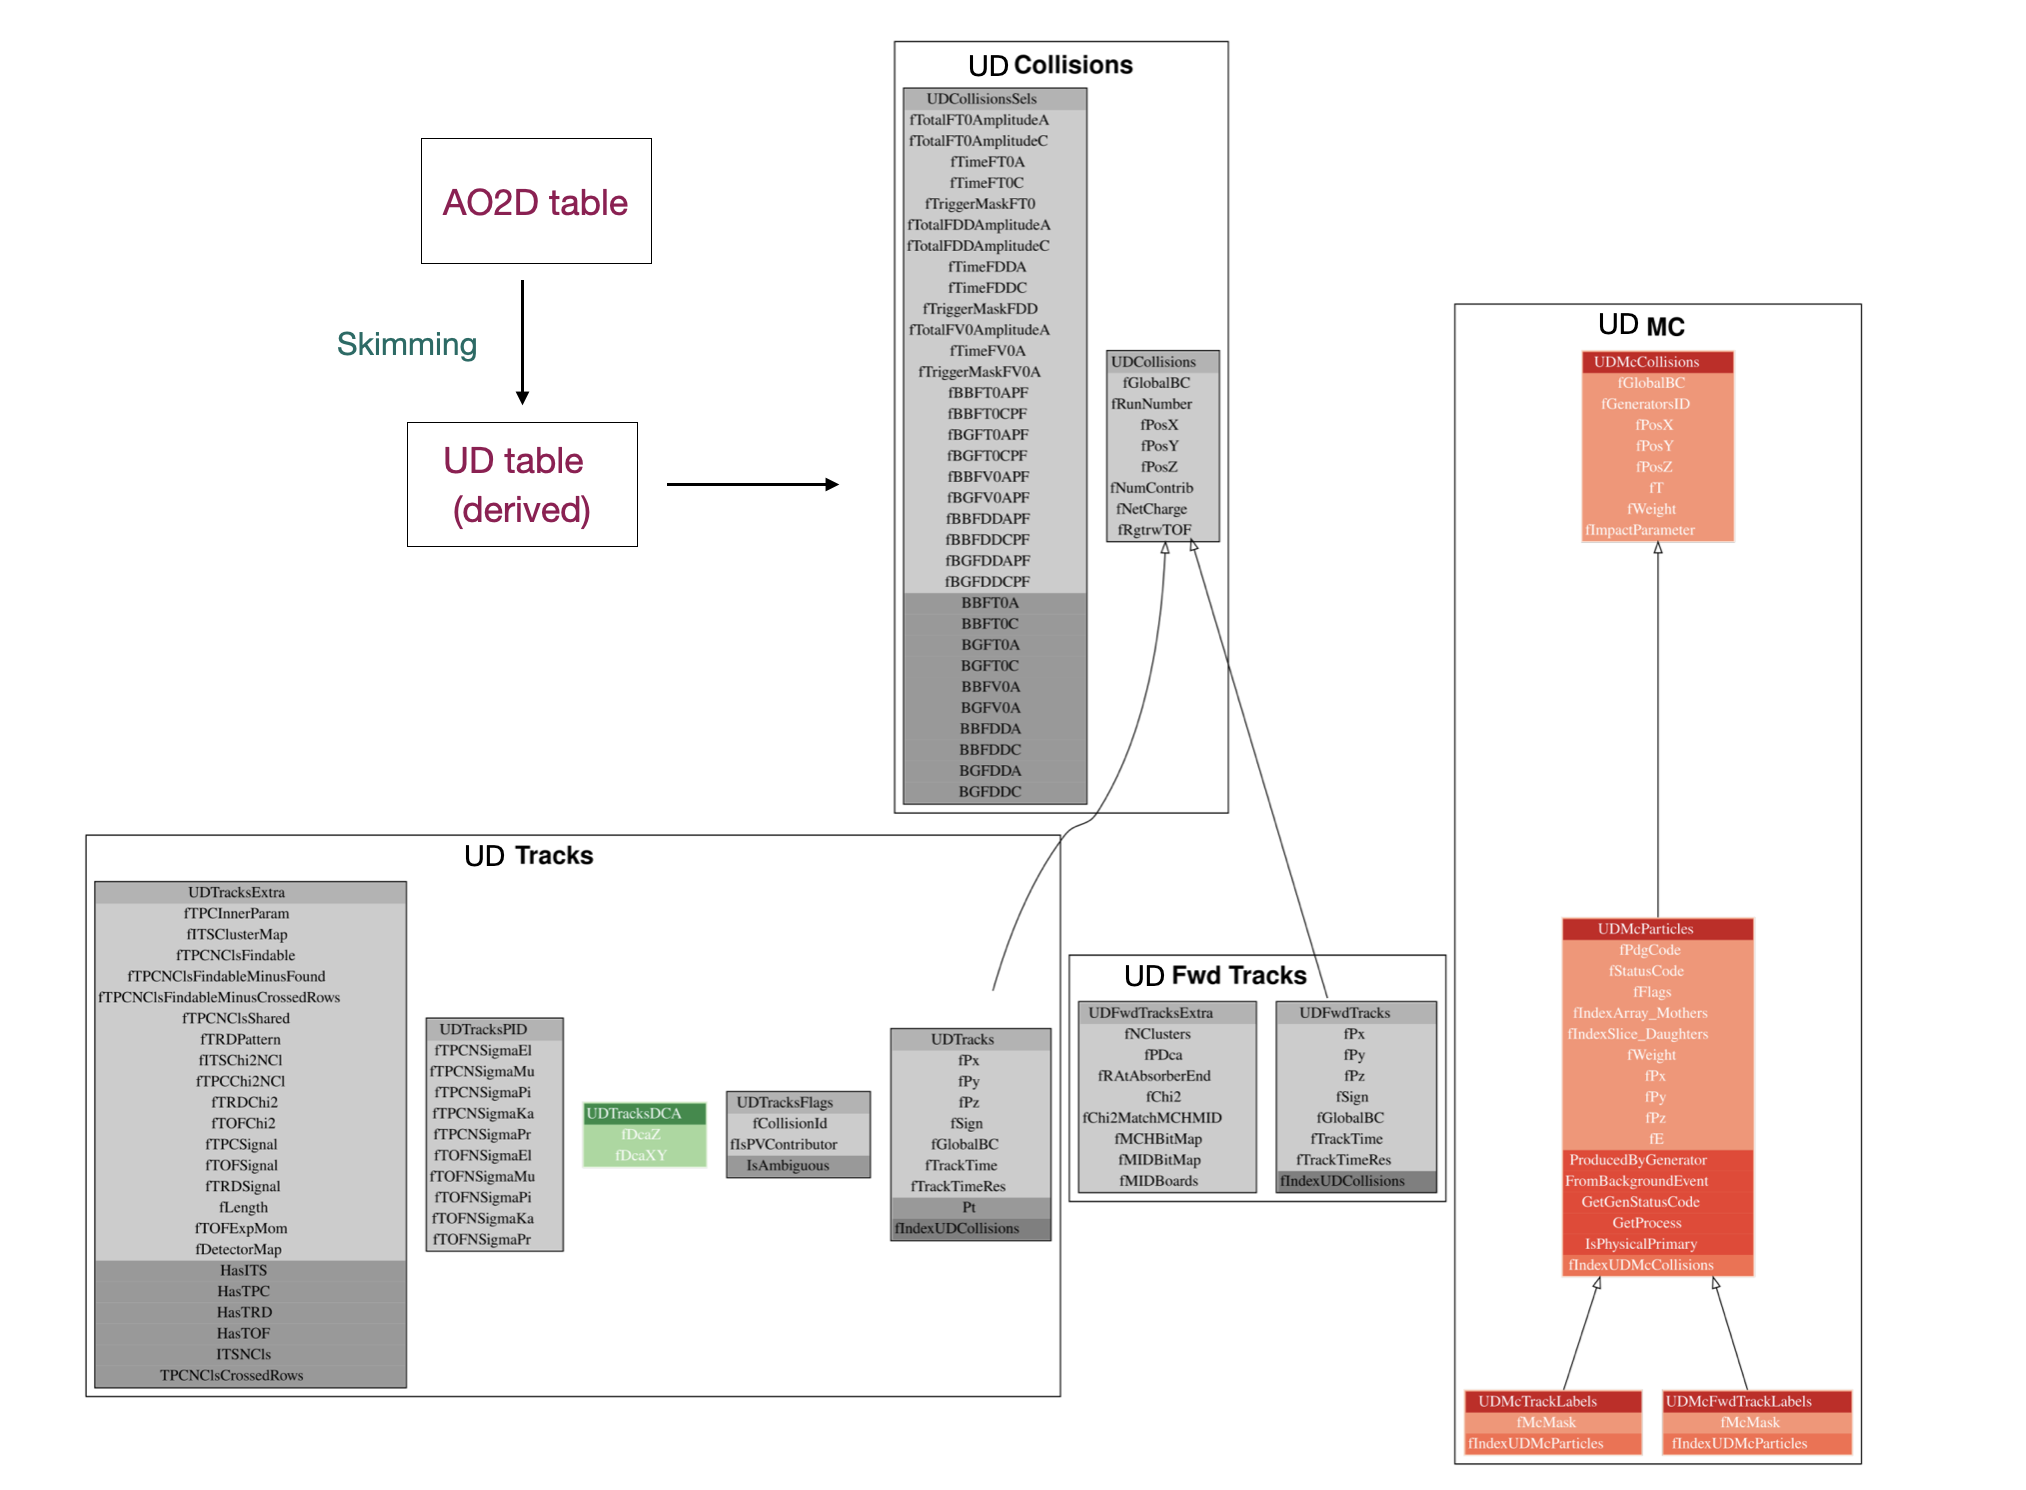 AO2D table
Skimming
UD table
(derived)
UD Collisions
UDCollisionsSels
fTotalFT0AmplitudeA
fTotalFT0AmplitudeC
fTimeFT0A
fTimeFT0C
fTriggerMaskFT0
fTotalFDDAmplitudeA
fTotalFDDAmplitudeC
fTimeFDDA
fTimeFDDC
fTriggerMaskFDD
fTotalFV0AmplitudeA
fTimeFV0A
fTriggerMaskFV0A
fBBFT0APF
fBBFT0CPF
fBGFT0APF
fBGFT0CPF
fBBFV0APF
fBGFV0APF
fBBFDDAPF
fBBFDDCPF
fBGFDDAPF
fBGFDDCPF
BBFT0A
BBFT0C
BGFT0A
BGFT0C
BBFV0A
BGFV0A
BBFDDA
BBFDDC
BGFDDA
BGFDDC
UDCollisions
fGlobalBC
fRunNumber
fPosX
fPosY
fPosZ
fNumContrib
fNetCharge
fRgtrwTOF
UD Tracks
UDTracksExtra
fTPCInnerParam
fITSClusterMap
fTPCNClsFindable
fTPCNClsFindableMinusFound
fTPCNClsFindableMinusCrossedRows
fTPCNClsShared
fTRDPattern
fITSChi2NCl
fTPCChi2NCl
fTRDChi2
fTOFChi2
fTPCSignal
fTOFSignal
fTRDSignal
fLength
fTOFExpMom
fDetectorMap
HasITS
HasTPC
HasTRD
HasTOF
ITSNCls
TPCNClsCrossedRows
UDTracksPID
fTPCNSigmaEl
fTPCNSigmaMu
fTPCNSigmaPi
fTPCNSigmaKa
fTPCNSigmaPr
fTOFNSigmaEl
fTOFNSigmaMu
fTOFNSigmaPi
fTOFNSigmaKa
fTOFNSigmaPr
UDTracksDCA
fDcaZ
fDcaXY
UDTracksFlags
fCollisionId
fIsPVContributor
IsAmbiguous
UDTracks
fPx
fPy
fPz
fSign
fGlobalBC
fTrackTime
fTrackTimeRes
Pt
fIndexUDCollisions
UD Fwd Tracks
UDFwdTracksExtra
fNClusters
fPDca
fRAtAbsorberEnd
fChi2
fChi2MatchMCHMID
fMCHBitMap
fMIDBitMap
fMIDBoards
UDFwdTracks
fPx
fPy
fPz
fSign
fGlobalBC
fTrackTime
fTrackTimeRes
fIndexUDCollisions
UD MC
UDMcCollisions
fGlobalBC
fGeneratorsID
fPosX
fPosY
fPosZ
fT
fWeight
fImpactParameter
UDMcParticles
fPdgCode
fStatusCode
fFlags
fIndexArray_Mothers
fIndexSlice_Daughters
fWeight
fPx
fPy
fPz
fE
ProducedByGenerator
FromBackgroundEvent
GetGenStatusCode
GetProcess
IsPhysicalPrimary
fIndexUDMcCollisions
UDMcTrackLabels
fMcMask
fIndexUDMcParticles
UDMcFwdTrackLabels
fMcMask
fIndexUDMcParticles